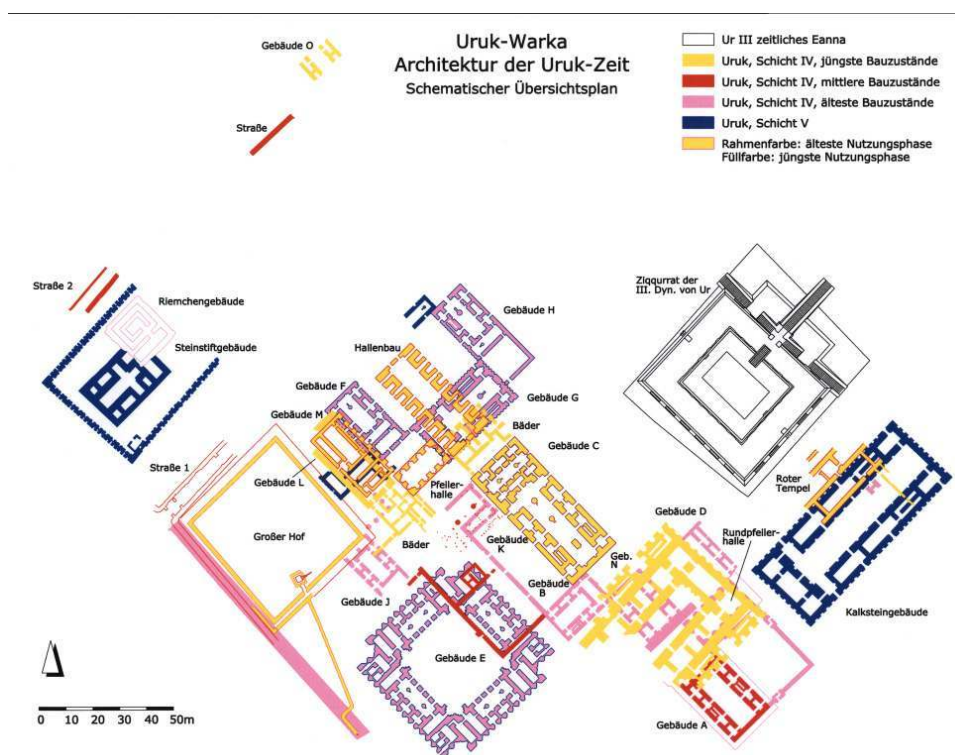 Uruk-Warka
Architektur der Uruk-Zeit
Schematischer Übersichtsplan
Ur III zeitliches Eanna
Uruk, Schicht IV, jüngste Bauzustände
Uruk, Schicht IV, mittlere Bauzustände
Uruk, Schicht IV, älteste Bauzustände
Uruk, Schicht V
Rahmenfarbe: älteste Nutzungsphase
Füllfarbe: jüngste Nutzungsphase
Gebäude O
Straße
Straße 2
Riemchengebäude
Steinstiftgebäude
Ziqqurrat der
III. Dyn. von Ur
Gebäude H
Hallenbau
Gebäude F
Gebäude G
Gebäude M
Bäder
Gebäude C
Straße 1
Gebäude L
Pfeiler-
halle
Roter
Tempel
Großer Hof
Bäder
Gebäude
K
Gebäude D
Rundpfeiler-
halle
Geb.
N
Gebäude J
Gebäude
B
Kalksteingebäude
Gebäude E
Gebäude A
0 10 20 30 40 50m